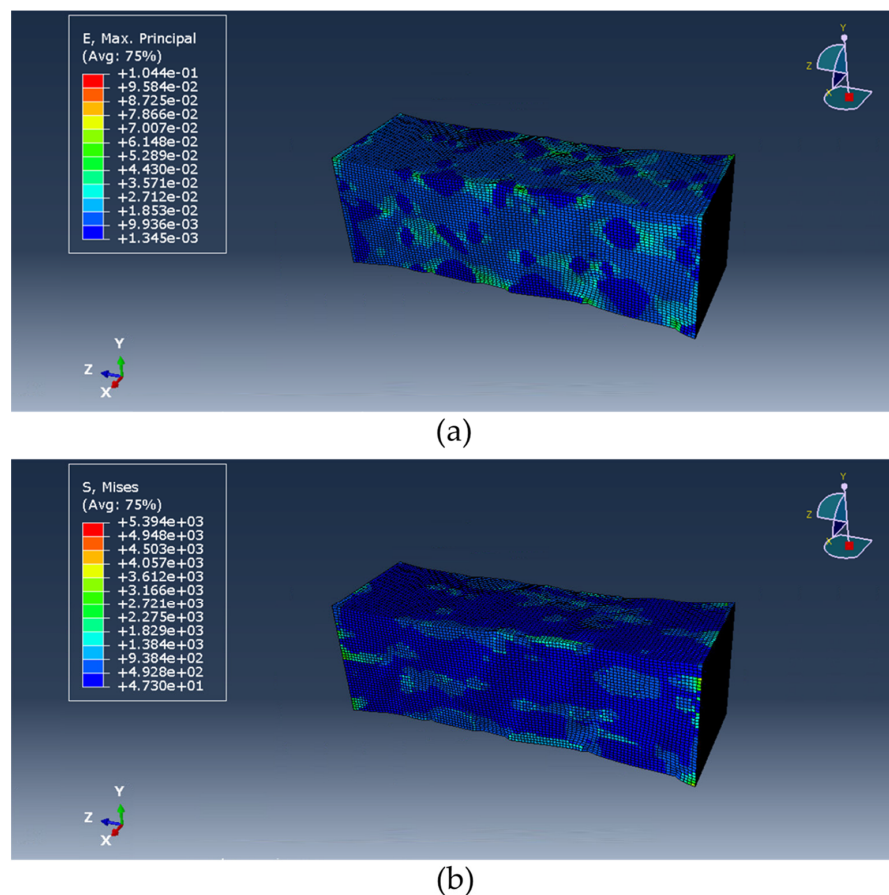 E, Max. Principal
(Avg: 75%)
+1.044e-01
+9.584e-02
+8.725e-02
+7.866e-02
+7.007e-02
+6.148e-02
+5.289e-02
+4.430e-02
+3.571e-02
+2.712e-02
+1.853e-02
+9.936e-03
+1.345e-03
Y
Z
X
Y
Z
X
(a)
S, Mises
(Avg: 75%)
+5.394e+03
+4.948e+03
+4.503e+03
+4.057e+03
+3.612e+03
+3.166e+03
+2.721e+03
+2.275e+03
+1.829e+03
+1.384e+03
+9.384e+02
+4.928e+02
+4.730e+01
Y
Z
X
Y
Z
X
(b)